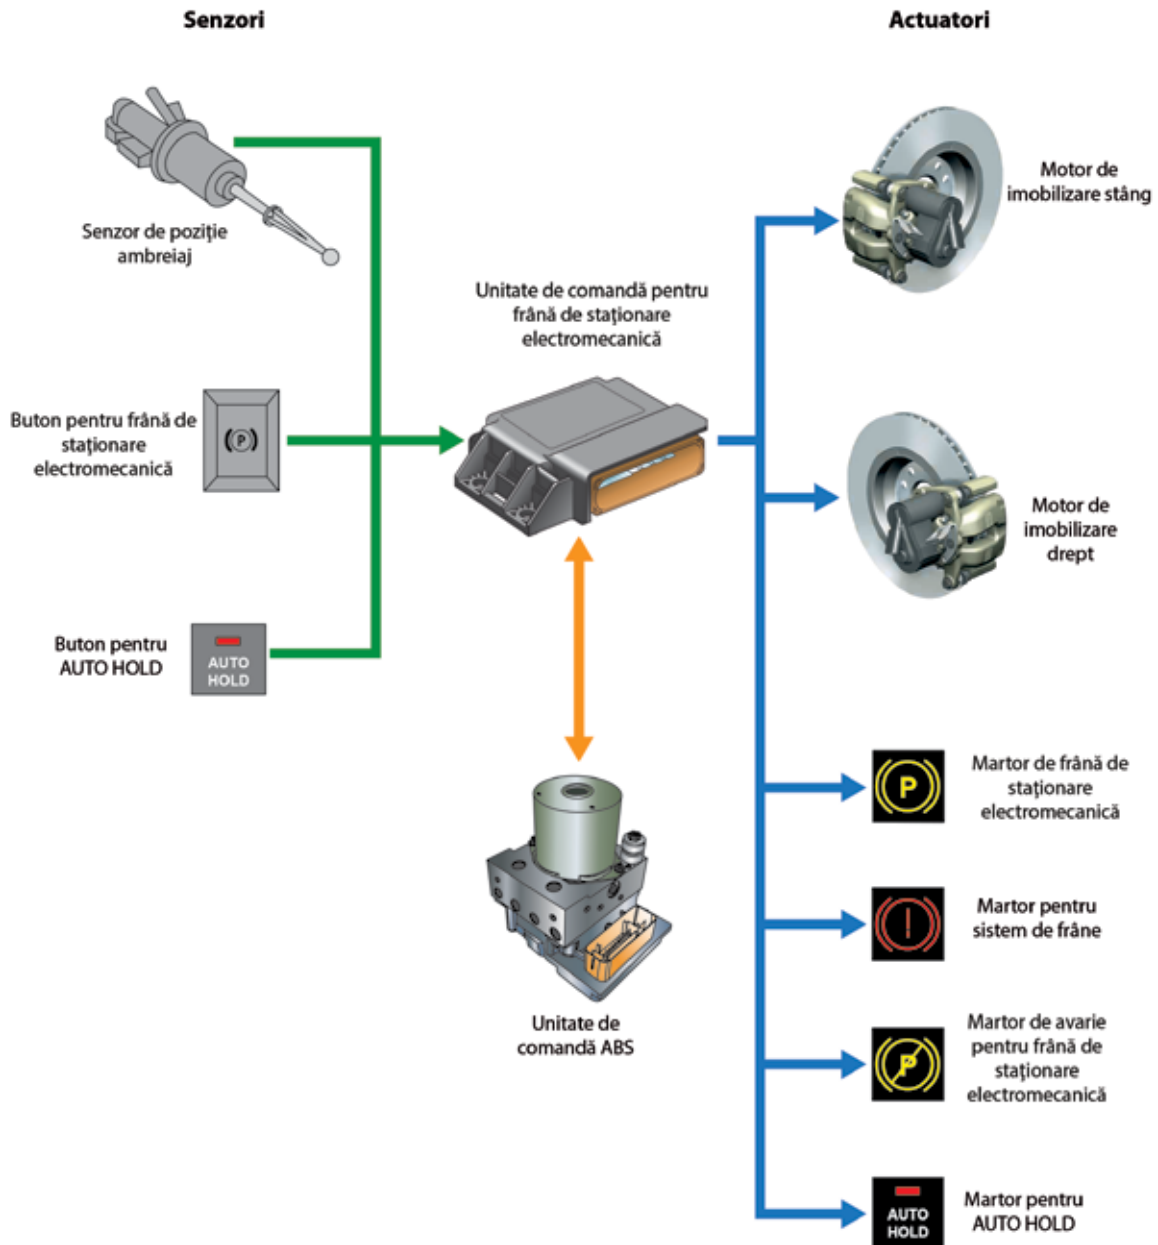 Senzori
Actuatori
Senzor de poziţie
ambreiaj
Buton pentru frână de
staţionare
electromecanică
P
Buton pentru
AUTO HOLD
AUTO
HOLD
Unitate de comandă pentru
frână de staţionare
electromecanică
Unitate de
comandă ABS
Motor de
imobilizare stâng
Motor de
imobilizare
drept
P
Martor de frână de
staţionare
electromecanică
!
Martor pentru
sistem de frâne
P
Martor de avarie
pentru frână de
staţionare
electromecanică
AUTO
HOLD
Martor pentru
AUTO HOLD